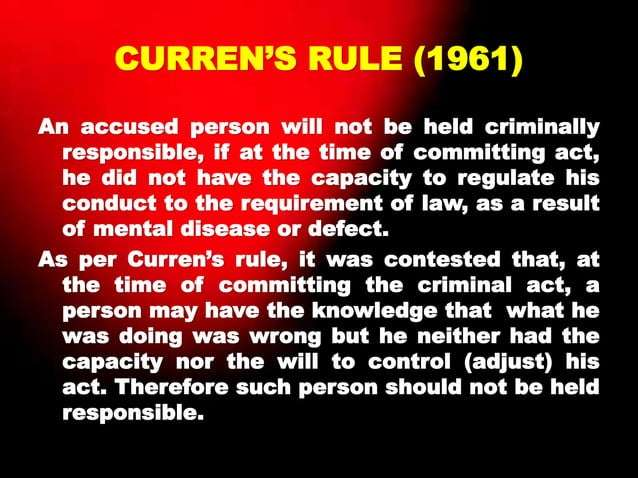 CURREN’S RULE (1961)
An accused person will not be held criminally
responsible, if at the time of committing act,
he did not have the capacity to regulate his
conduct to the requirement of law, as a result
of mental disease or defect.
As per Curren’s rule, it was contested that, at
the time of committing the criminal act, a
person may have the knowledge that what he
was doing was wrong but he neither had the
capacity nor the will to control (adjust) his
act. Therefore such person should not be held
responsible.